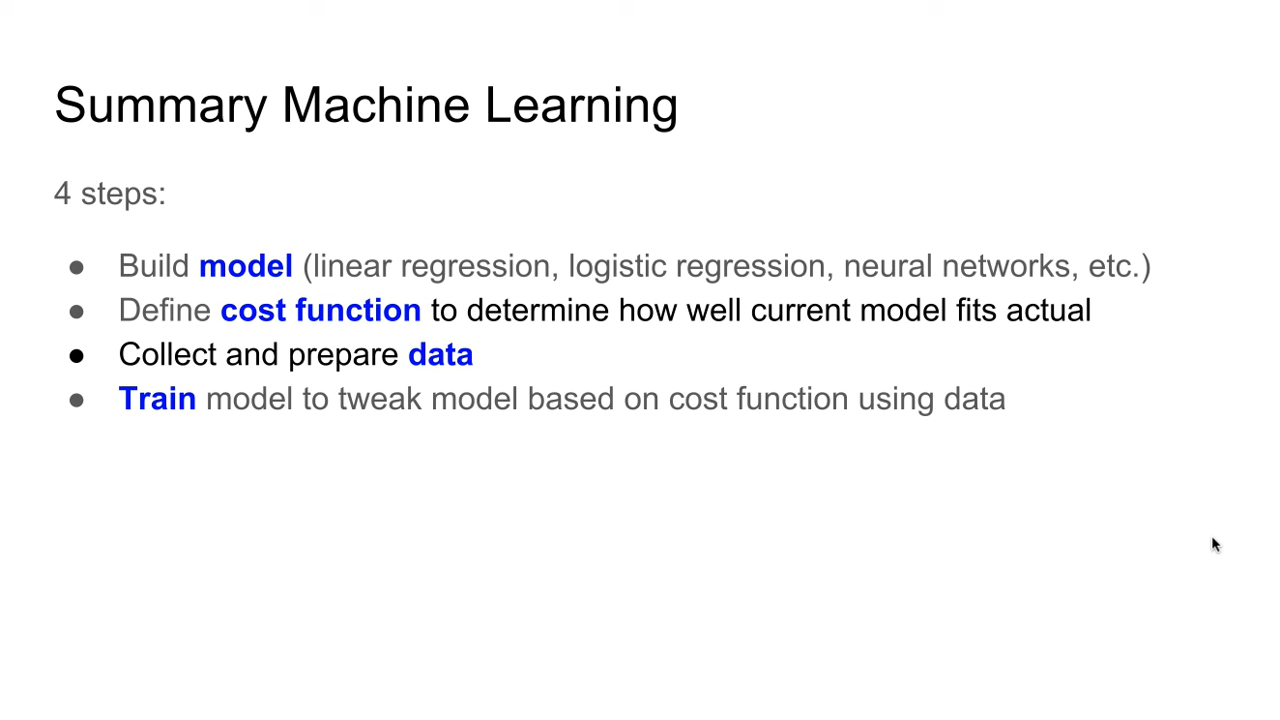 Summary Machine Learning
4 steps:
● Build model (linear regression, logistic regression, neural networks, etc.)
● Define cost function to determine how well current model fits actual
● Collect and prepare data
● Train model to tweak model based on cost function using data